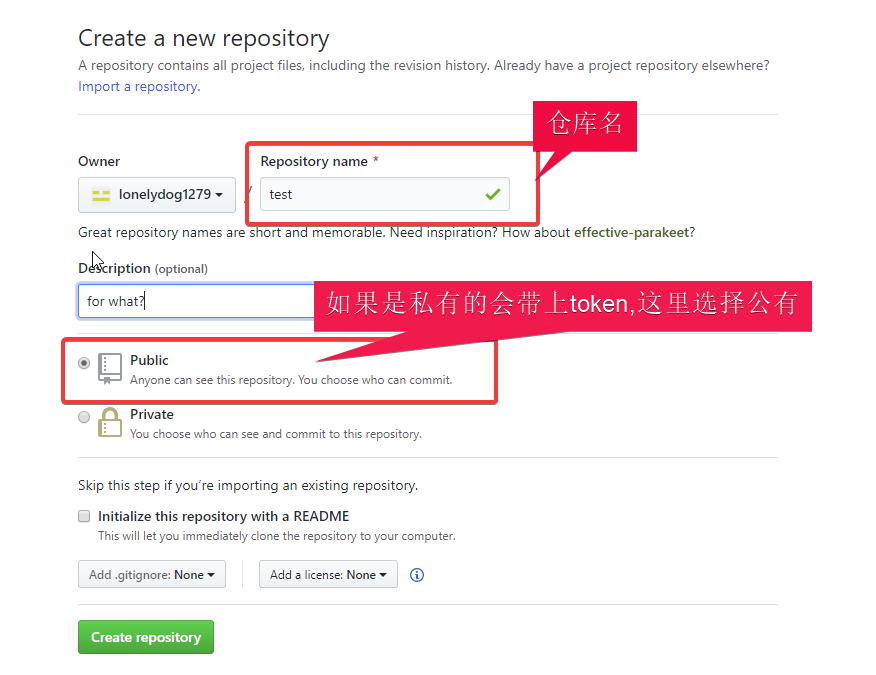 Create a new repository
A repository contains all project files, including the revision history. Already have a project repository elsewhere?
Import a repository.
仓库名
Owner
Repository name *
lonelydog1279
/
test
Great repository names are short and memorable. Need inspiration? How about effective-parakeet?
Description (optional)
for what?
如果是私有的会带上token,这里选择公有
Public
Anyone can see this repository. You choose who can commit.
Private
You choose who can see and commit to this repository.
Skip this step if you’re importing an existing repository.
Initialize this repository with a README
This will let you immediately clone the repository to your computer.
Add .gitignore: None
Add a license: None
Create repository